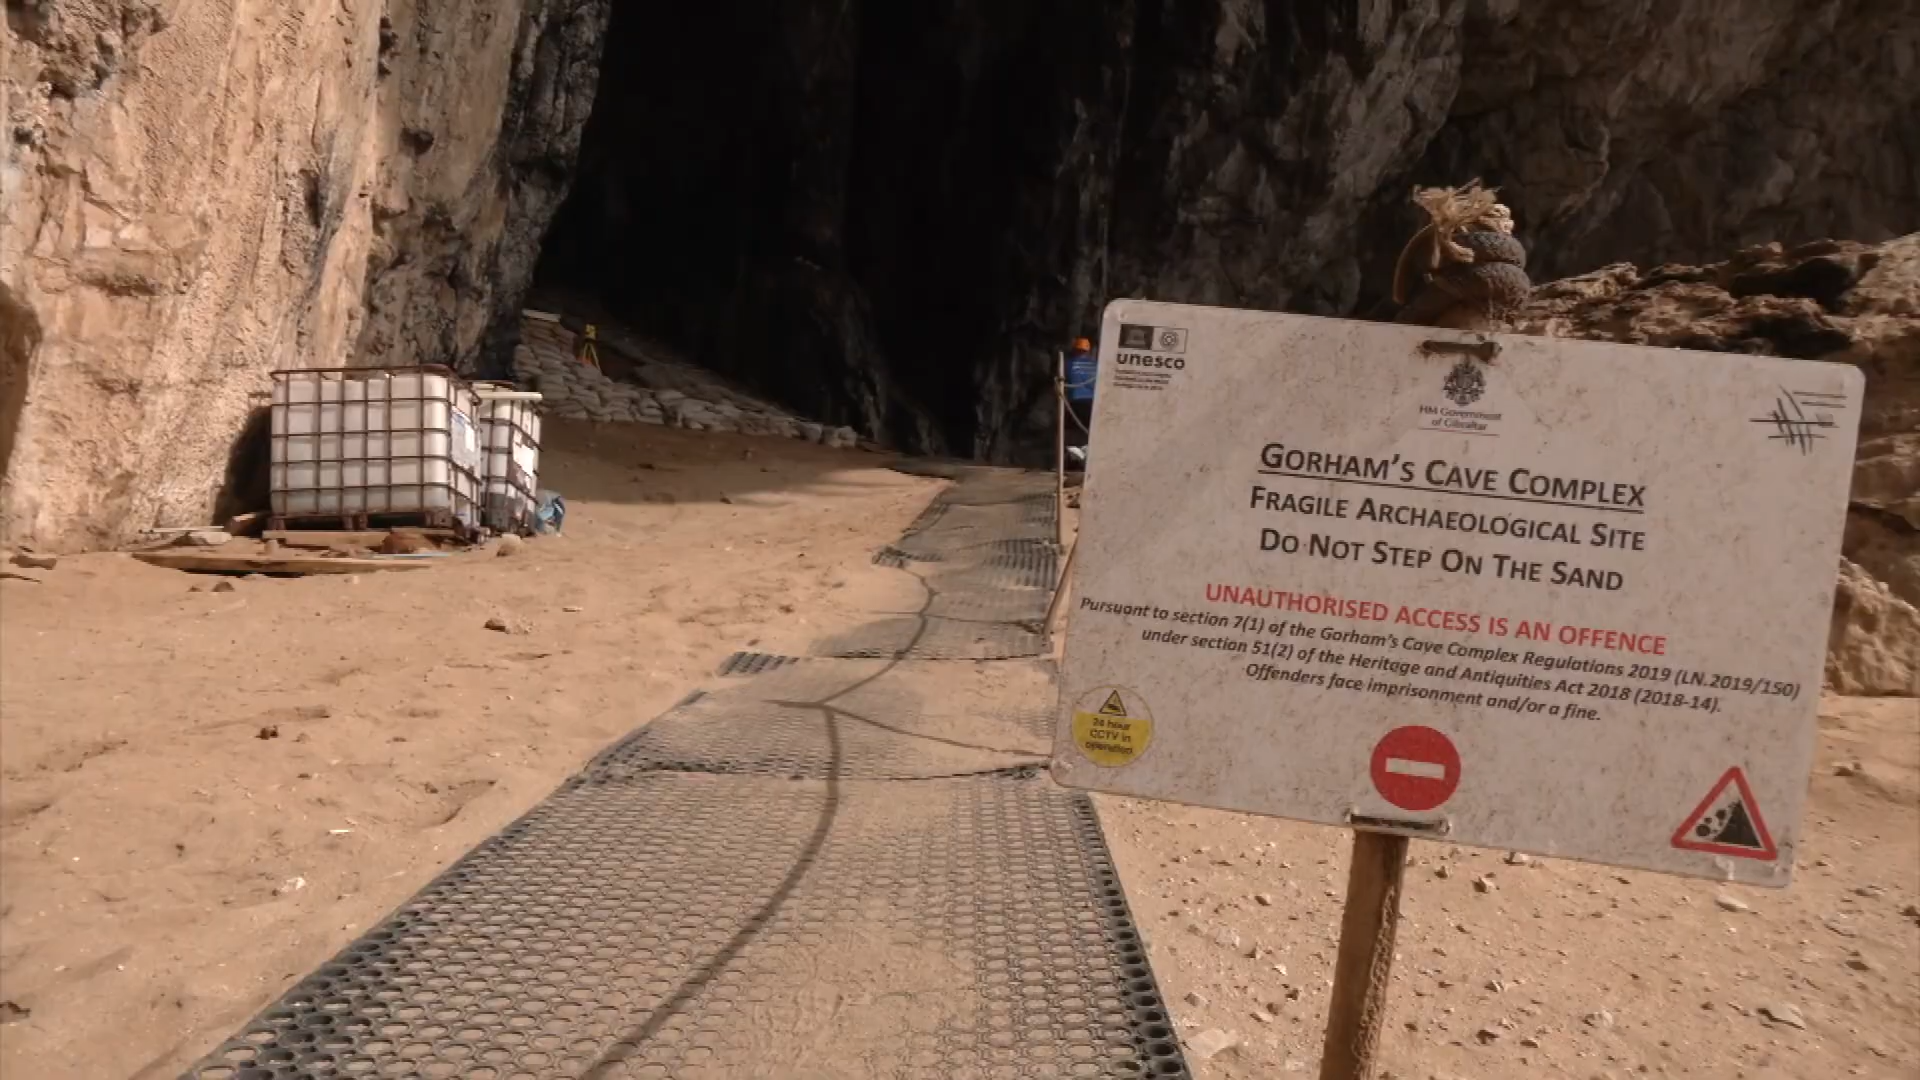 unesco
HM Government
of Gibraltar
GORHAM'S CAVE COMPLEX
FRAGILE ARCHAEOLOGICAL SITE
DO NOT STEP ON THE SAND
UNAUTHORISED ACCESS IS AN OFFENCE
Pursuant to section 7(1) of the Gorham's Cave Complex Regulations 2019 (LN.2019/150)
under section 51(2) of the Heritage and Antiquities Act 2018 (2018-14).
Offenders face imprisonment and/or a fine.
24 hour
CCTV in
operation